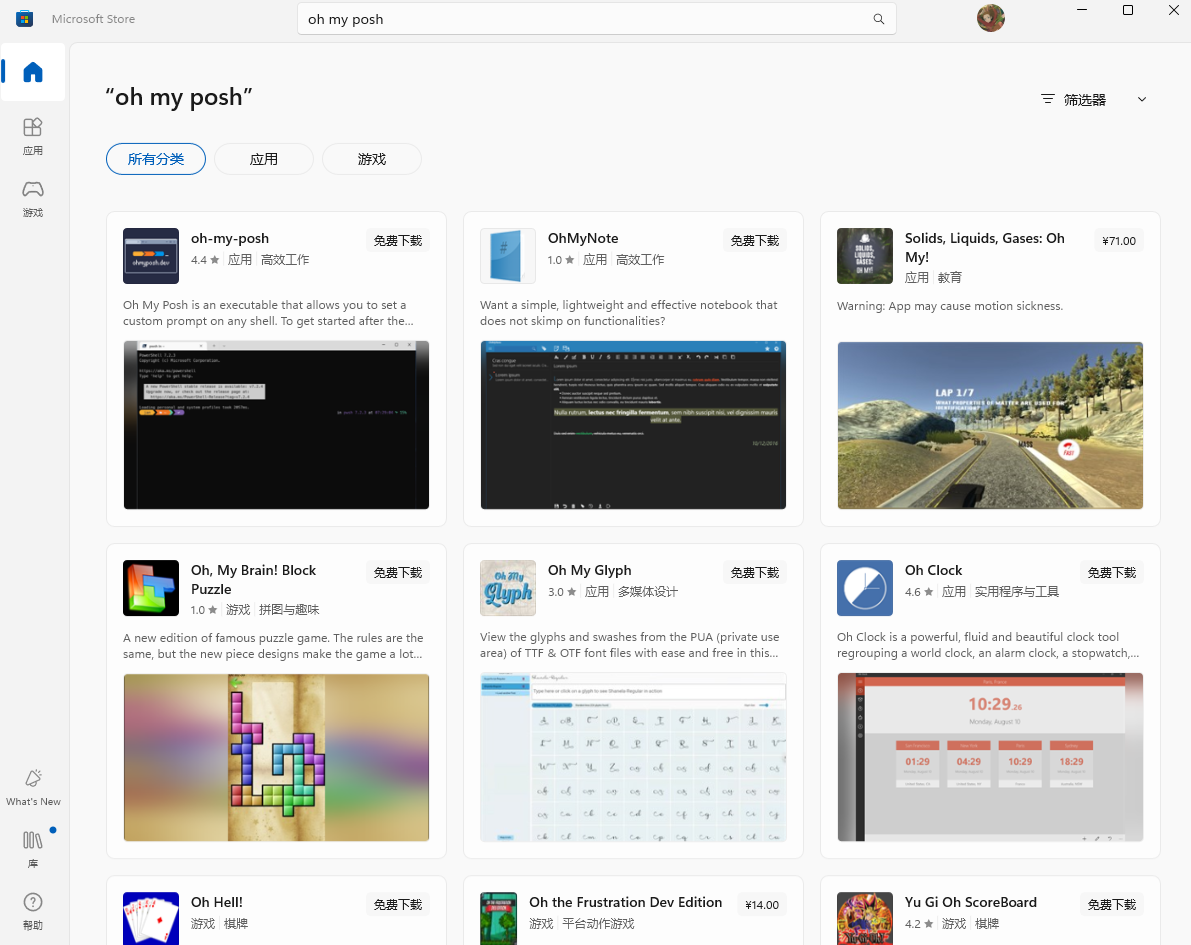 Microsoft Store
oh my posh
“oh my posh”
筛选器
所有分类
应用
游戏
应用
游戏
What's New
库
帮助
oh-my-posh
免费下载
4.4 ★ 应用 高效工作
Oh My Posh is an executable that allows you to set a
custom prompt on any shell. To get started after the...
OhMyNote
免费下载
1.0 ★ 应用 高效工作
Want a simple, lightweight and effective notebook that
does not skimp on functionalities?
Solids, Liquids, Gases: Oh
My!
¥71.00
应用 教育
Warning: App may cause motion sickness.
LAP 1/7
WHAT PROPERTIES OF MATTER ARE USED FOR
IDENTIFICATION?
Oh, My Brain! Block
Puzzle
免费下载
1.0 ★ 游戏 拼图与趣味
A new edition of famous puzzle game. The rules are the
same, but the new piece designs make the game a lot...
Oh My Glyph
免费下载
3.0 ★ 应用 多媒体设计
View the glyphs and swashes from the PUA (private use
area) of TTF & OTF font files with ease and free in this...
Oh Clock
免费下载
4.6 ★ 应用 实用程序与工具
Oh Clock is a powerful, fluid and beautiful clock tool
regrouping a world clock, an alarm clock, a stopwatch,...
10:29.26
Monday, August 10
01:29
04:29
10:29
18:29
Oh Hell!
免费下载
游戏 棋牌
Oh the Frustration Dev Edition
¥14.00
游戏 平台动作游戏
Yu Gi Oh ScoreBoard
免费下载
4.2 ★ 游戏 棋牌